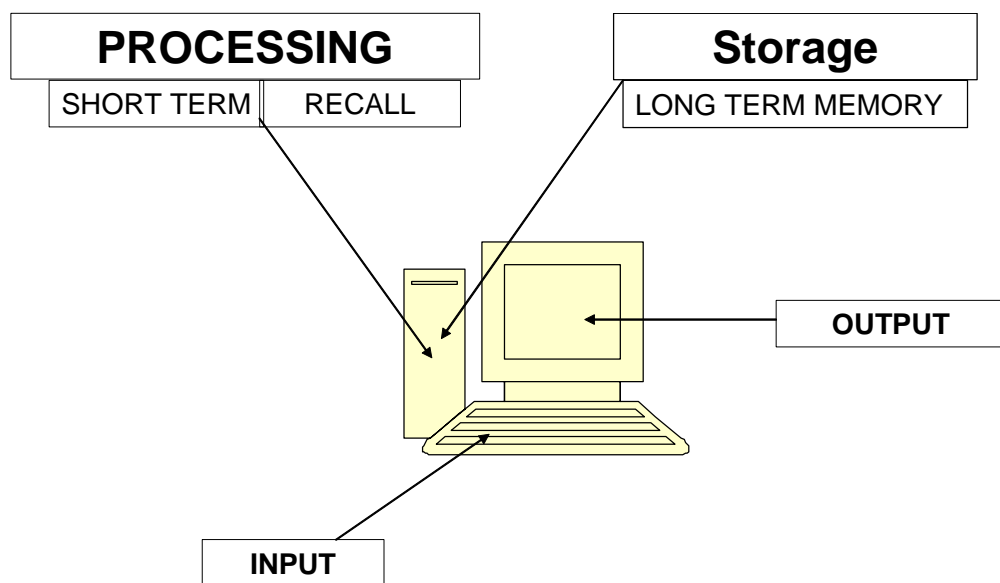 PROCESSING
SHORT TERM RECALL
Storage
LONG TERM MEMORY
OUTPUT
INPUT